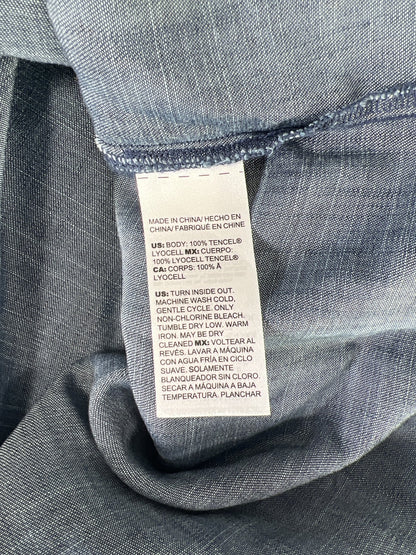 MADE IN CHINA/ HECHO EN
CHINA/ FABRIQUÉ EN CHINE
US: BODY: 100% TENCEL®
LYOCELL MX: CUERPO:
100% LYOCELL TENCEL®
CA: CORPS: 100% Â
LYOCELL
US: TURN INSIDE OUT.
MACHINE WASH COLD,
GENTLE CYCLE. ONLY
NON-CHLORINE BLEACH.
TUMBLE DRY LOW. WARM
IRON. MAY BE DRY
CLEANED MX: VOLTEAR AL
REVÉS. LAVAR A MÁQUINA
CON AGUA FRÍA EN CICLO
SUAVE. SOLAMENTE
BLANQUEADOR SIN CLORO.
SECAR A MÁQUINA A BAJA
TEMPERATURA. PLANCHAR